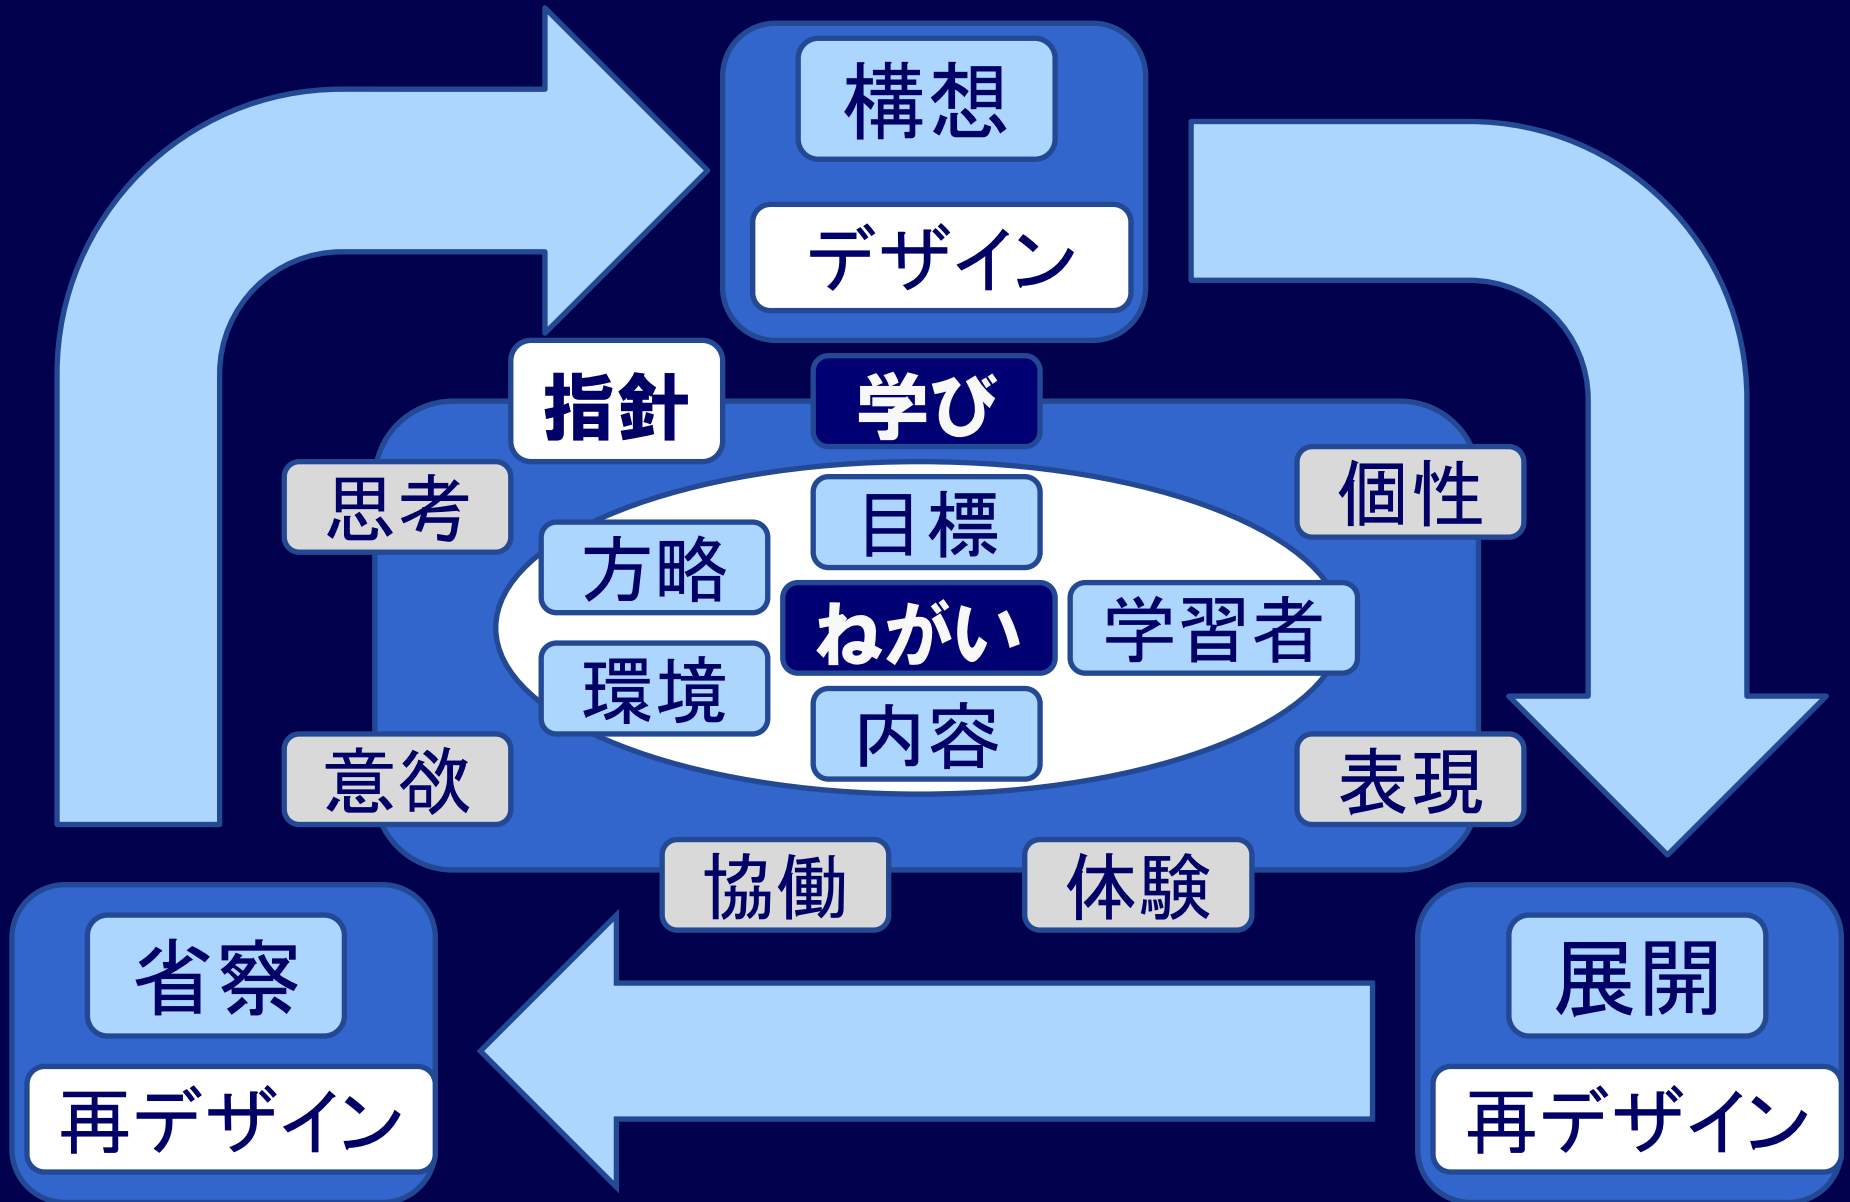 構想
デザイン
指針
学び
思考
個性
目標
方略
ねがい
学習者
環境
内容
意欲
表現
協働
体験
省察
再デザイン
展開
再デザイン